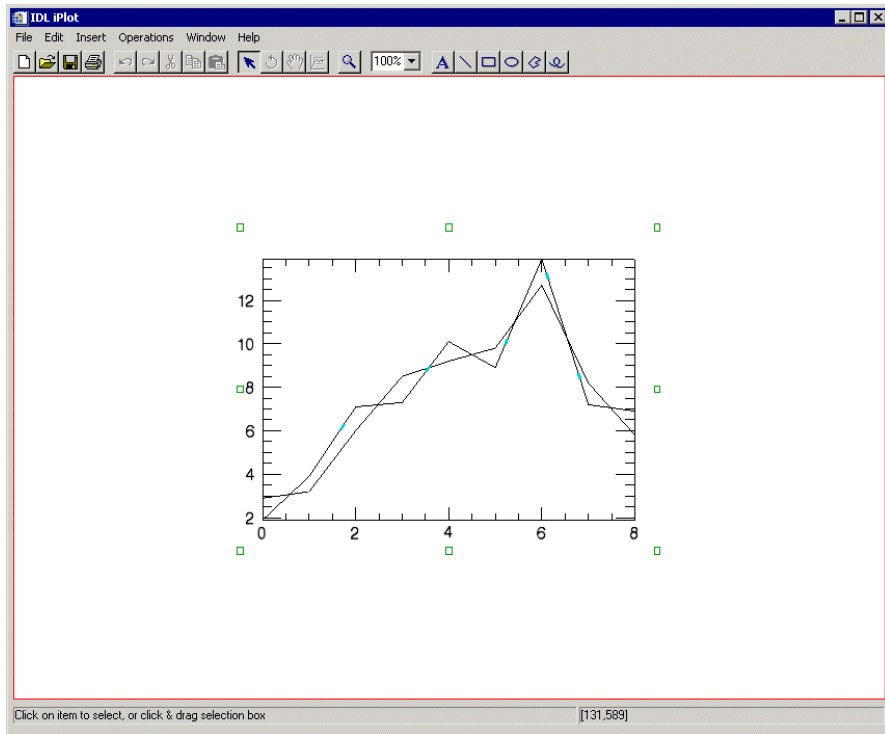 IDL iPlot
File Edit Insert Operations Window Help
100% A
12
10
8
6
4
2
0 2 4 6 8
Click on item to select, or click & drag selection box [131,589]